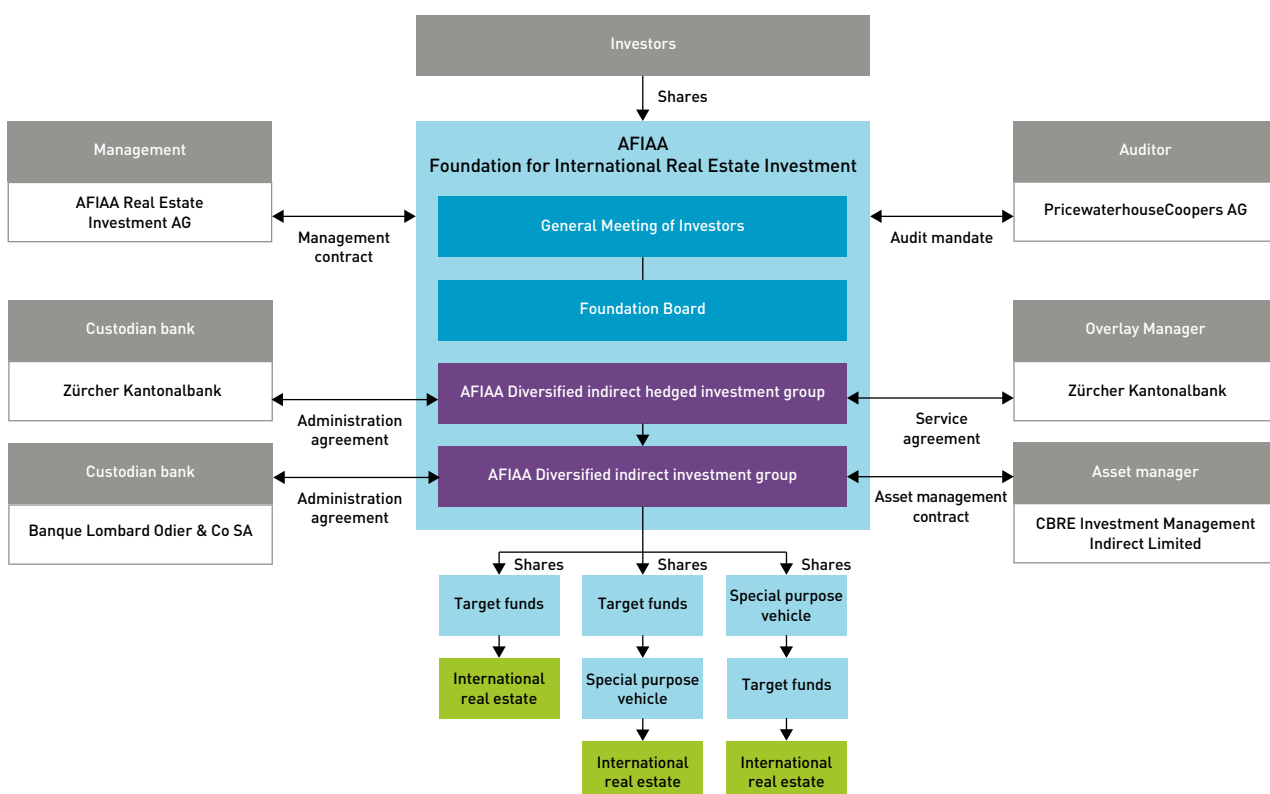 Investors
Shares
AFIAA
Foundation for International Real Estate Investment
Management
AFIAA Real Estate
Investment AG
Management
contract
General Meeting of Investors
Auditor
PricewaterhouseCoopers AG
Audit mandate
Foundation Board
Custodian bank
Zürcher Kantonalbank
Administration
agreement
AFIAA Diversified indirect hedged investment group
Overlay Manager
Zürcher Kantonalbank
Service
agreement
Custodian bank
Banque Lombard Odier & Co SA
Administration
agreement
AFIAA Diversified indirect investment group
Asset manager
CBRE Investment Management
Indirect Limited
Asset management
contract
Shares
Shares
Shares
Target funds
Target funds
Special purpose
vehicle
International
real estate
Special purpose
vehicle
Target funds
International
real estate
International
real estate